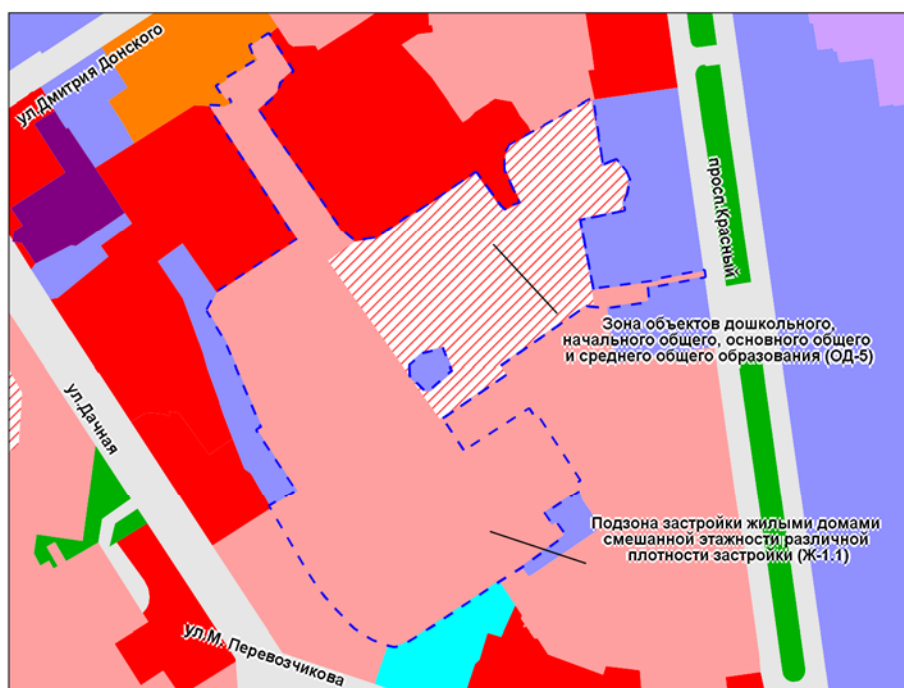 ул.Дмитрия Донского
просп.Красный
Зона объектов дошкольного,
начального общего, основного общего
и среднего общего образования (ОД-5)
ул.Дачная
Подзона застройки жилыми домами
смешанной этажности различной
плотности застройки (Ж-1.1)
ул.М. Перевозчикова